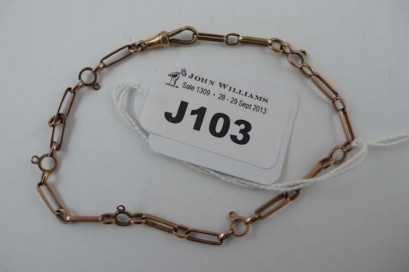 JOHN WILLIAMS
Sale 1309 - 28 - 29 Sept 2013
J103